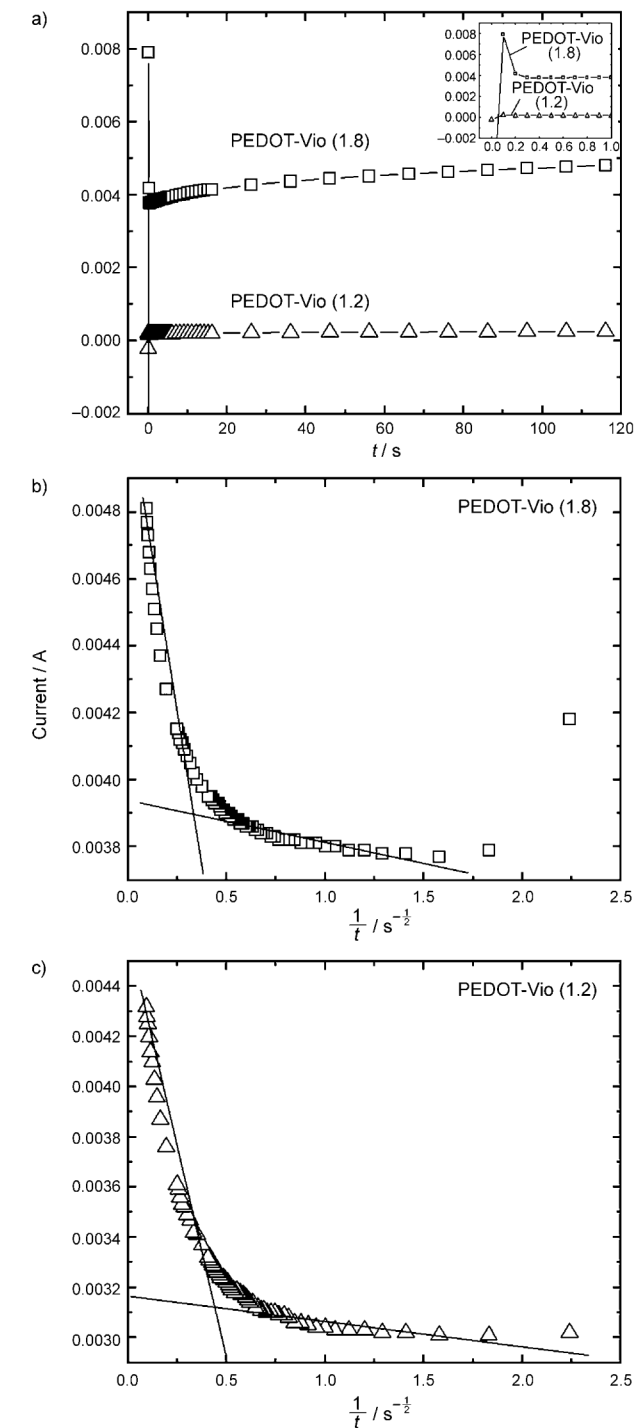 a)
0.008
0.006
0.004
0.002
0.000
−0.002
PEDOT-Vio (1.8)
PEDOT-Vio (1.2)
0.008
0.006
0.004
0.002
0.000
−0.002
PEDOT-Vio
(1.8)
PEDOT-Vio
(1.2)
0.0 0.2 0.4 0.6 0.8 1.0
0 20 40 60 80 100 120
t / s
b)
PEDOT-Vio (1.8)
0.0048
0.0046
0.0044
0.0042
0.0040
0.0038
Current / A
0.0 0.5 1.0 1.5 2.0 2.5
1/t / s^{-1/2}
c)
PEDOT-Vio (1.2)
0.0044
0.0042
0.0040
0.0038
0.0036
0.0034
0.0032
0.0030
0.0 0.5 1.0 1.5 2.0 2.5
1/t / s^{-1/2}